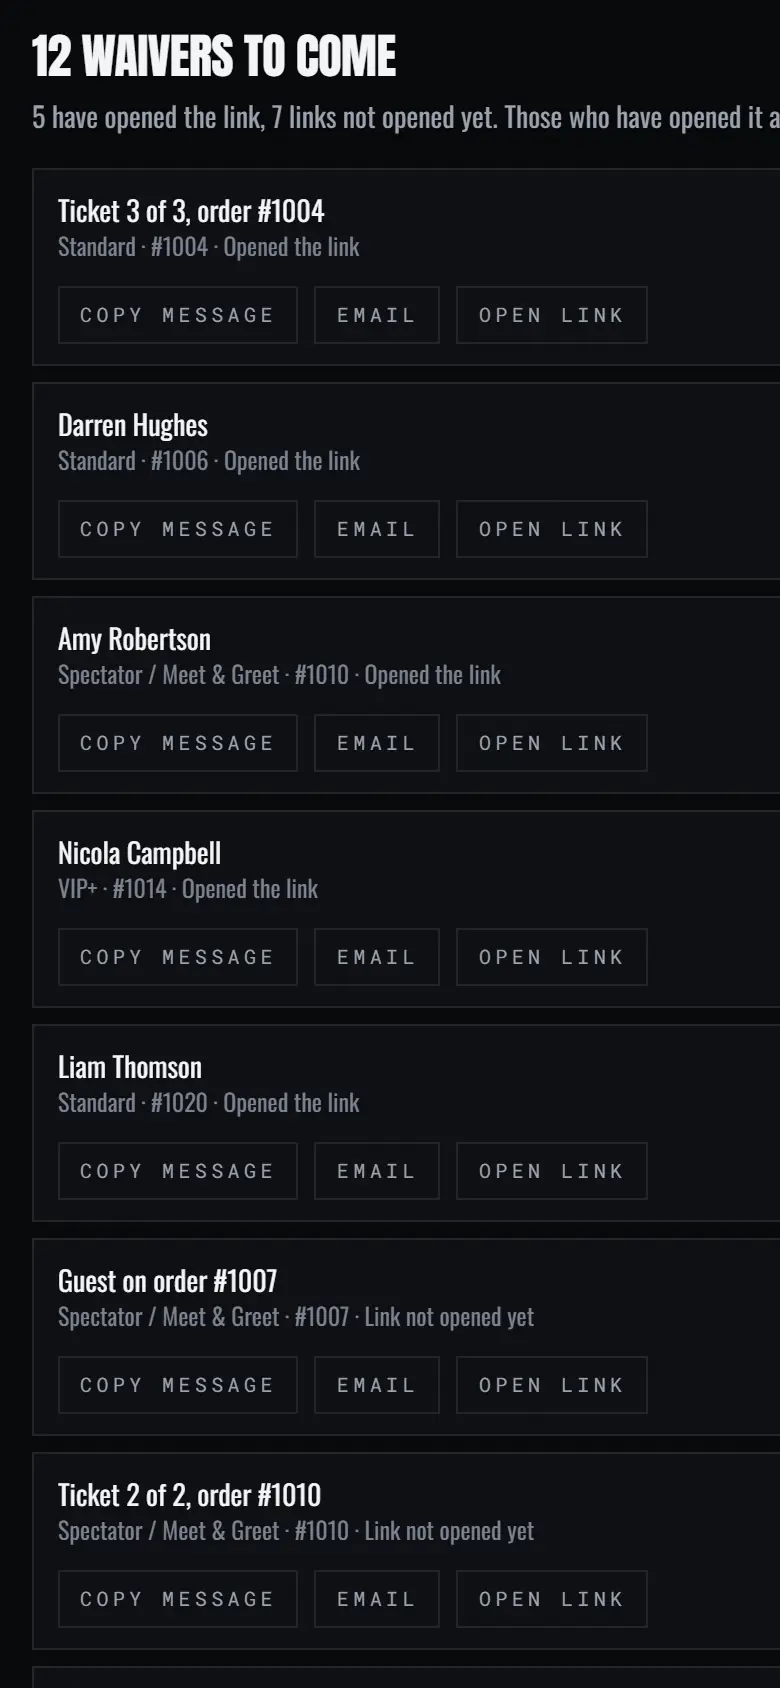 12 WAIVERS TO COME
5 have opened the link, 7 links not opened yet. Those who have opened it a
Ticket 3 of 3, order #1004
Standard · #1004 · Opened the link
COPY MESSAGE EMAIL OPEN LINK
Darren Hughes
Standard · #1006 · Opened the link
COPY MESSAGE EMAIL OPEN LINK
Amy Robertson
Spectator / Meet & Greet · #1010 · Opened the link
COPY MESSAGE EMAIL OPEN LINK
Nicola Campbell
VIP+ · #1014 · Opened the link
COPY MESSAGE EMAIL OPEN LINK
Liam Thomson
Standard · #1020 · Opened the link
COPY MESSAGE EMAIL OPEN LINK
Guest on order #1007
Spectator / Meet & Greet · #1007 · Link not opened yet
COPY MESSAGE EMAIL OPEN LINK
Ticket 2 of 2, order #1010
Spectator / Meet & Greet · #1010 · Link not opened yet
COPY MESSAGE EMAIL OPEN LINK